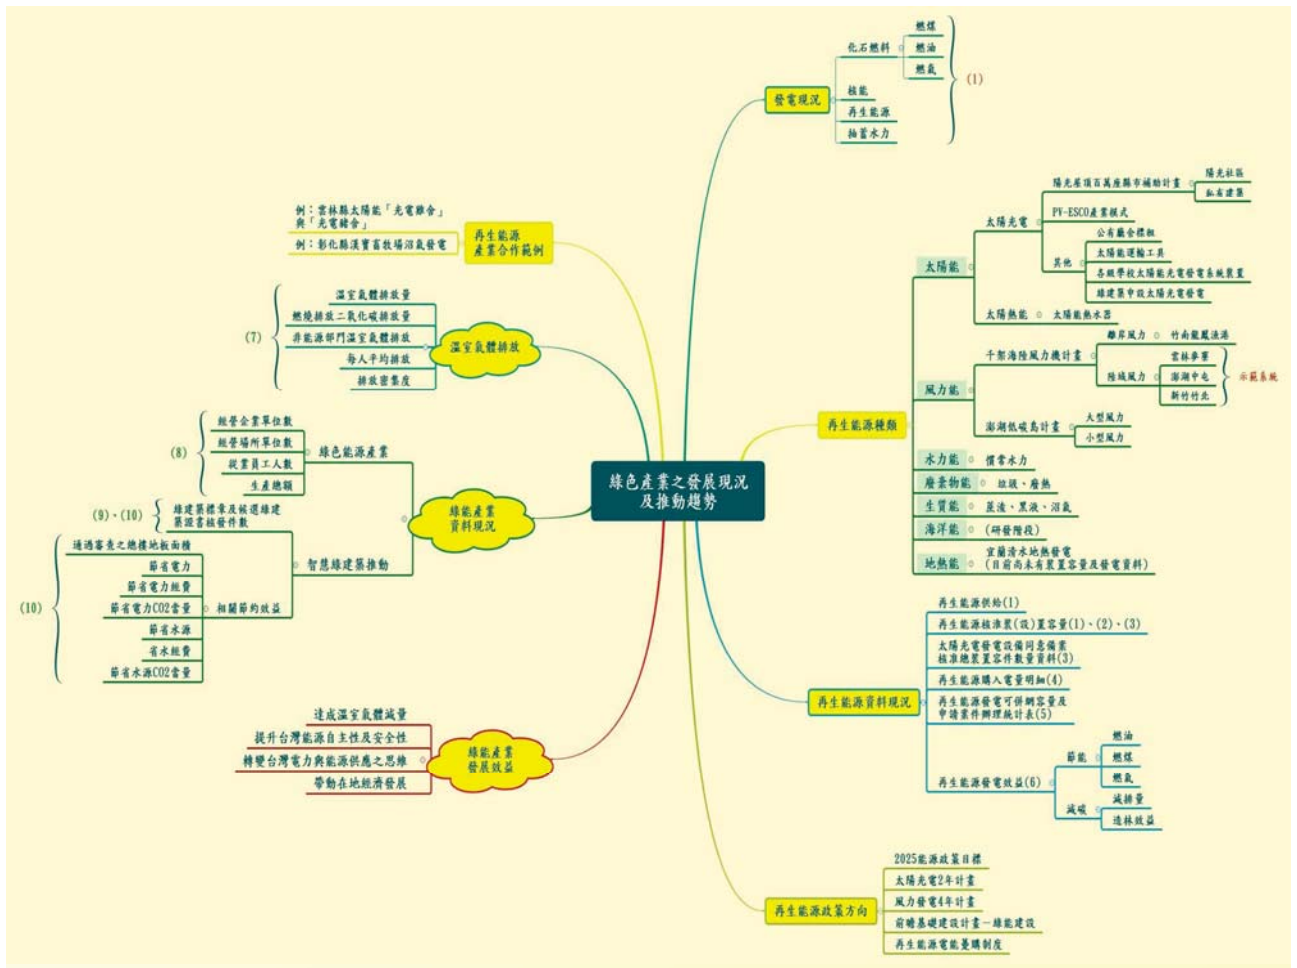 綠色產業之發展現況
及推動趨勢
發電現況
化石燃料
燃煤
燃油
燃氣
核能
再生能源
抽蓄水力
(1)
再生能源種類
太陽能
太陽光電
陽光屋頂百萬座縣市補助計畫
陽光社區
私有建築
PV-ESCO產業模式
其他
公有廳舍標租
太陽能運輸工具
各級學校太陽能光電發電系統裝置
綠建築申設太陽光電發電
太陽熱能
太陽能熱水器
風力能
千架海陸風力機計畫
離岸風力
竹南龍鳳漁港
陸域風力
雲林麥寮
澎湖中屯
新竹竹北
示範系統
澎湖低碳島計畫
大型風力
小型風力
水力能
慣常水力
廢棄物能
垃圾、廢熱
生質能
蔗渣、黑液、沼氣
海洋能
(研發階段)
地熱能
宜蘭清水地熱發電
(目前尚未有裝置容量及發電資料)
再生能源資料現況
再生能源供給(1)
再生能源核准裝(設)置容量(1)、(2)、(3)
太陽光電發電設備同意備案
核准總裝置容件數量資料(3)
再生能源購入電量明細(4)
再生能源發電可併網容量及
申請案件辦理統計表(5)
再生能源發電效益(6)
節能
燃油
燃煤
燃氣
減碳
減排量
造林效益
再生能源政策方向
2025能源政策目標
太陽光電2年計畫
風力發電4年計畫
前瞻基礎建設計畫－綠能建設
再生能源電能躉購制度
再生能源
產業合作範例
例：雲林縣太陽能「光電雞舍」
與「光電豬舍」
例：彰化縣漢寶畜牧場沼氣發電
溫室氣體排放
溫室氣體排放量
燃燒排放二氧化碳排放量
非能源部門溫室氣體排放
每人平均排放
排放密集度
(7)
綠能產業
資料現況
綠色能源產業
經營企業單位數
經營場所單位數
從業員工人數
生產總額
(8)
智慧綠建築推動
綠建築標章及候選綠建
築證書核發件數
(9)、(10)
相關節約效益
通過審查之總樓地板面積
節省電力
節省電力經費
節省電力CO2當量
節省水源
省水經費
節省水源CO2當量
(10)
綠能產業
發展效益
達成溫室氣體減量
提升台灣能源自主性及安全性
轉變台灣電力與能源供應之思維
帶動在地經濟發展